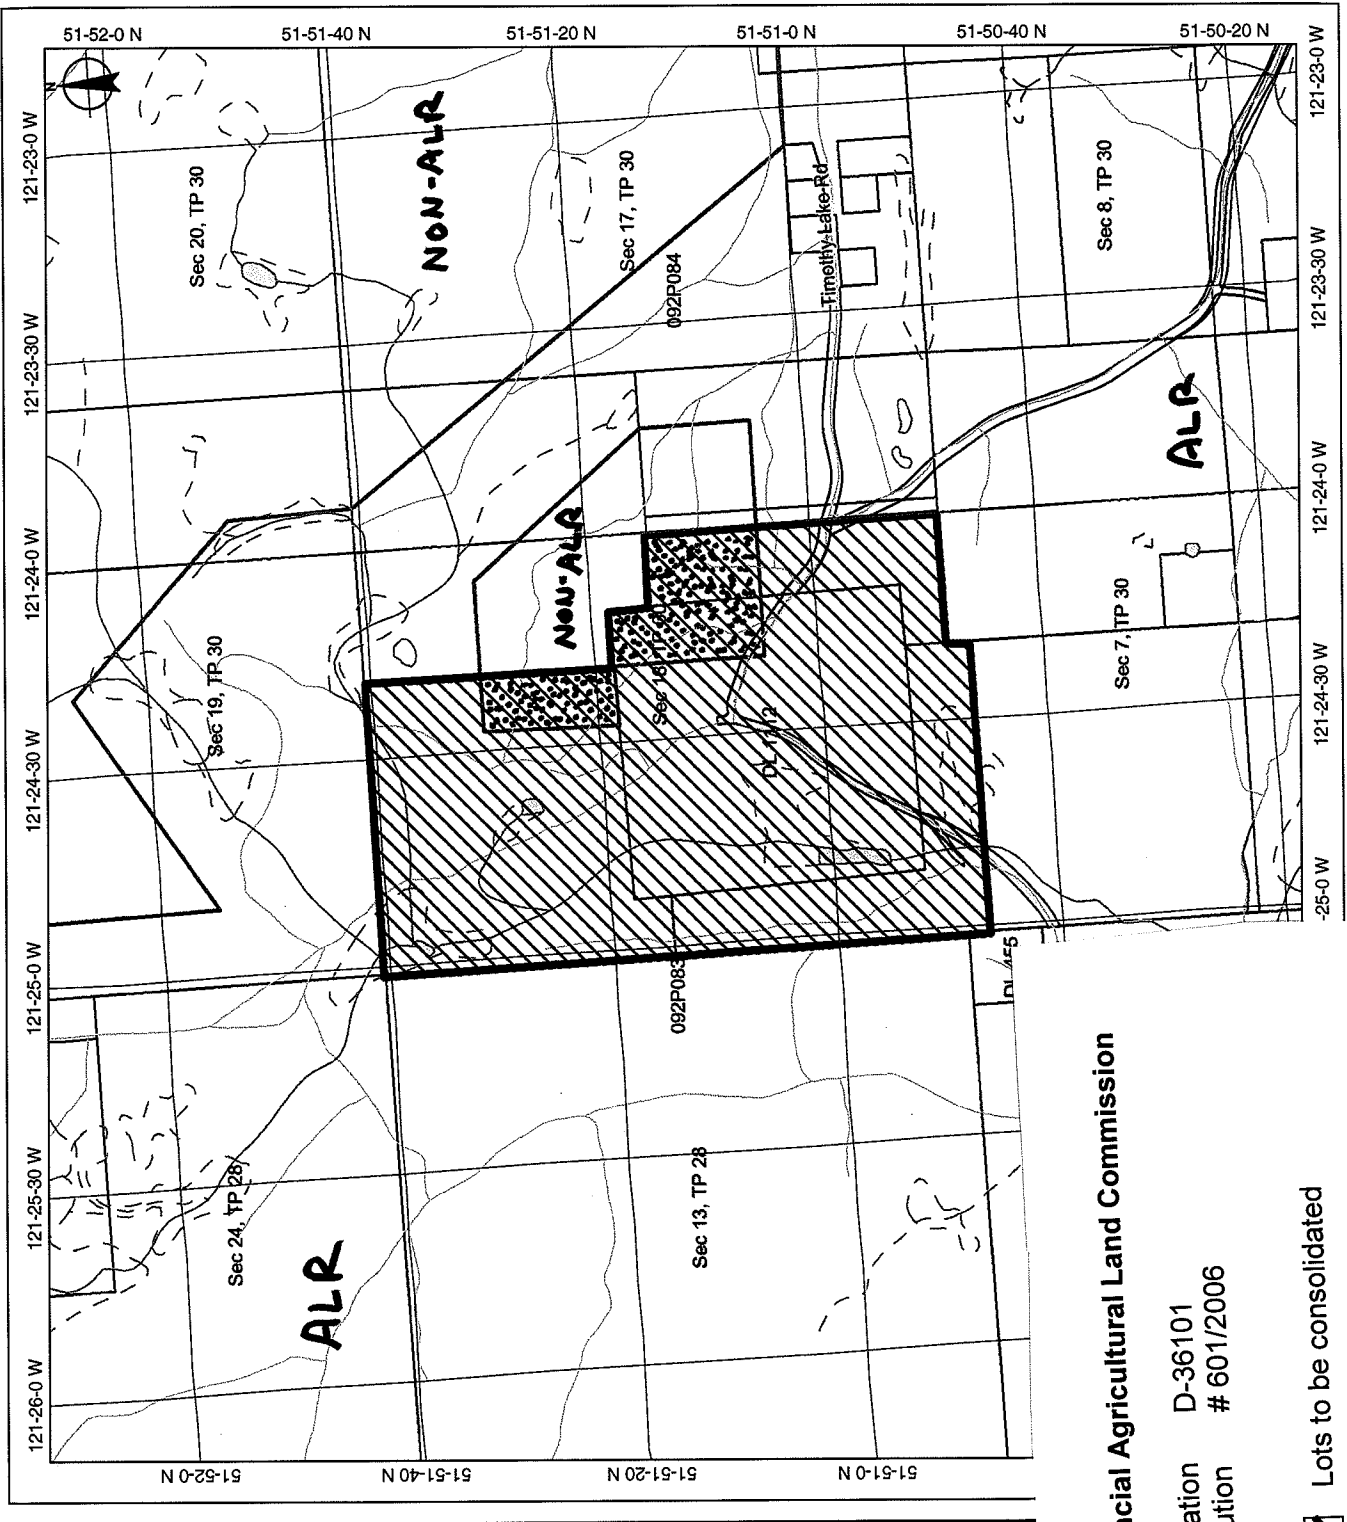 51-52-0 N
51-51-40 N
51-51-20 N
51-51-0 N
51-50-40 N
51-50-20 N
121-23-0 W
121-23-30 W
121-24-0 W
121-24-30 W
121-25-0 W
121-25-30 W
121-26-0 W
121-23-0 W
121-23-30 W
121-24-0 W
121-24-30 W
-25-0 W
51-52-0 N
51-51-40 N
51-51-20 N
51-51-0 N
N
Sec 20, TP 30
NON-ALR
Sec 17, TP 30
092P084
Timothy Lake Rd
Sec 8, TP 30
ALR
NON-ALR
Sec 19, TP 30
Sec 7, TP 30
092P083
Sec 24, TP 28
ALR
Sec 13, TP 28
ncial Agricultural Land Commission
ation D-36101
ution # 601/2006
Lots to be consolidated